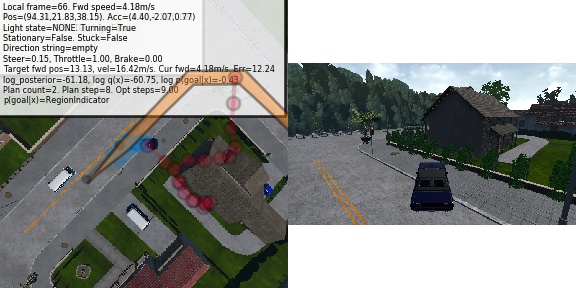 Local frame=66. Fwd speed=4.18m/s
Pos=(94.31,21.83,38.15). Acc=(4.40,-2.07,0.77)
Light state=NONE. Turning=True
Stationary=False. Stuck=False
Direction string=empty
Steer=0.15, Throttle=1.00, Brake=0.00
Target fwd pos=13.13, vel=16.42m/s. Cur fwd=4.18m/s. Err=12.24
log_posterior=-61.18, log q(x)=-60.75, log p(goal|x)=-0.43
Plan count=2. Plan step=8. Opt steps=9.00
p(goal|x)=RegionIndicator